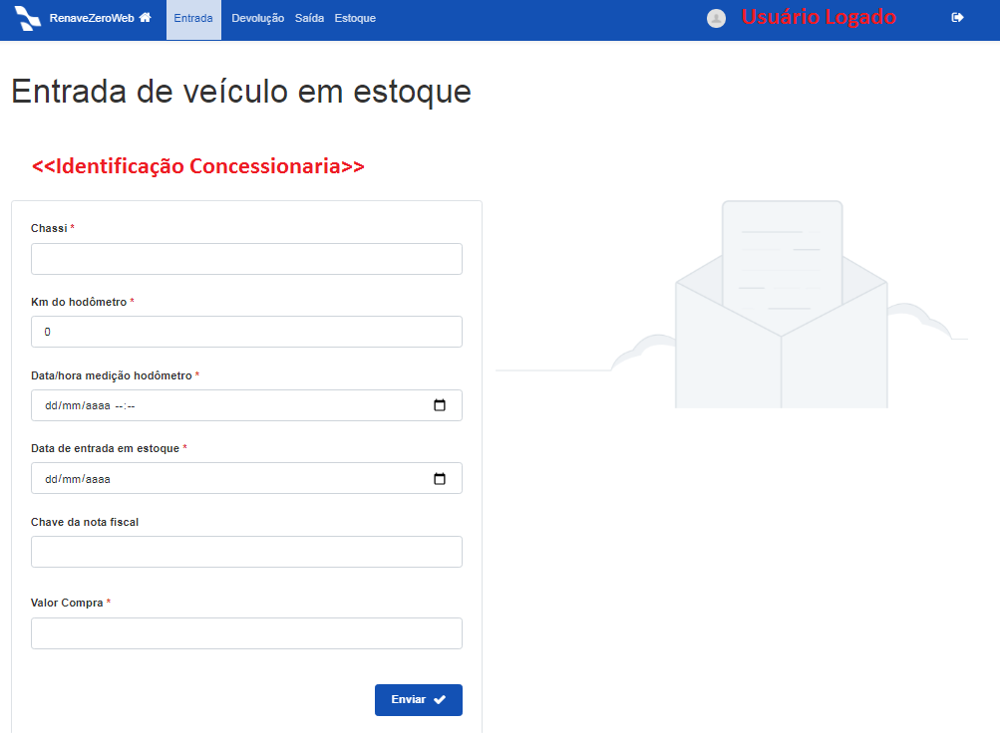 RenaveZeroWeb Entrada Devolução Saída Estoque Usuário Logado
Entrada de veículo em estoque
<<Identificação Concessionaria>>
Chassi *
Km do hodômetro *
0
Data/hora medição hodômetro *
dd/mm/aaaa --:--
Data de entrada em estoque *
dd/mm/aaaa
Chave da nota fiscal
Valor Compra *
Enviar